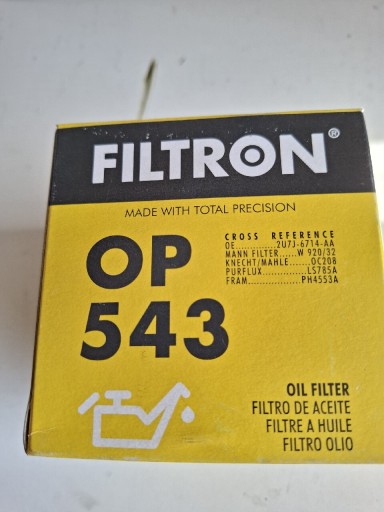 FILTRON®
MADE WITH TOTAL PRECISION
OP
543
CROSS REFERENCE
OE..............2U7J-6714-AA
MANN FILTER......W 920/32
KNECHT/MAHLE......OC208
PURFLUX..............LS785A
FRAM..................PH4553A
OIL FILTER
FILTRO DE ACEITE
FILTRE A HUILE
FILTRO OLIO